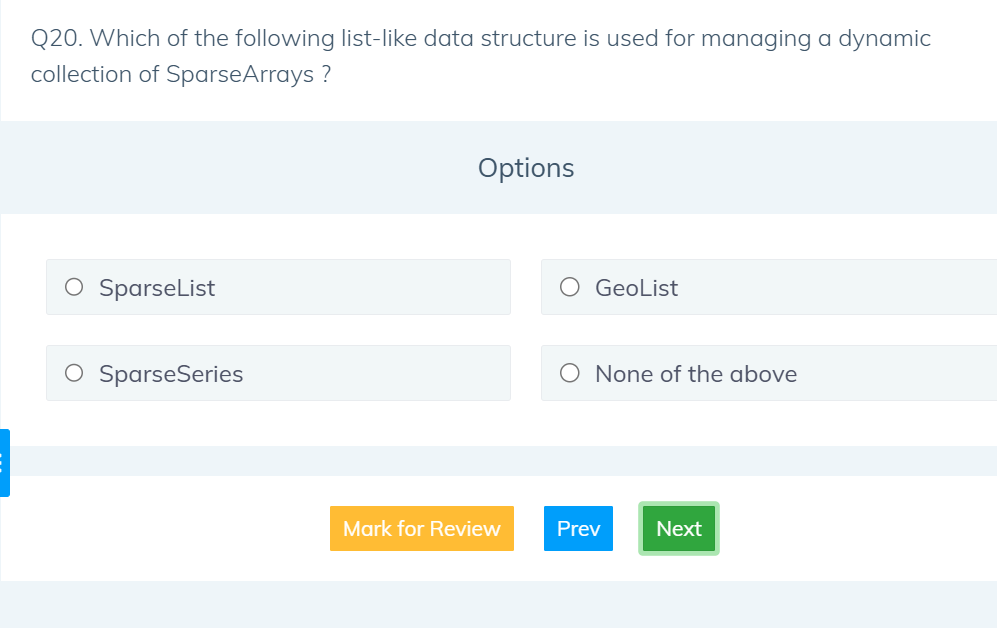 Q20. Which of the following list-like data structure is used for managing a dynamic
collection of SparseArrays ?
Options
SparseList
GeoList
SparseSeries
None of the above
Mark for Review
Prev
Next